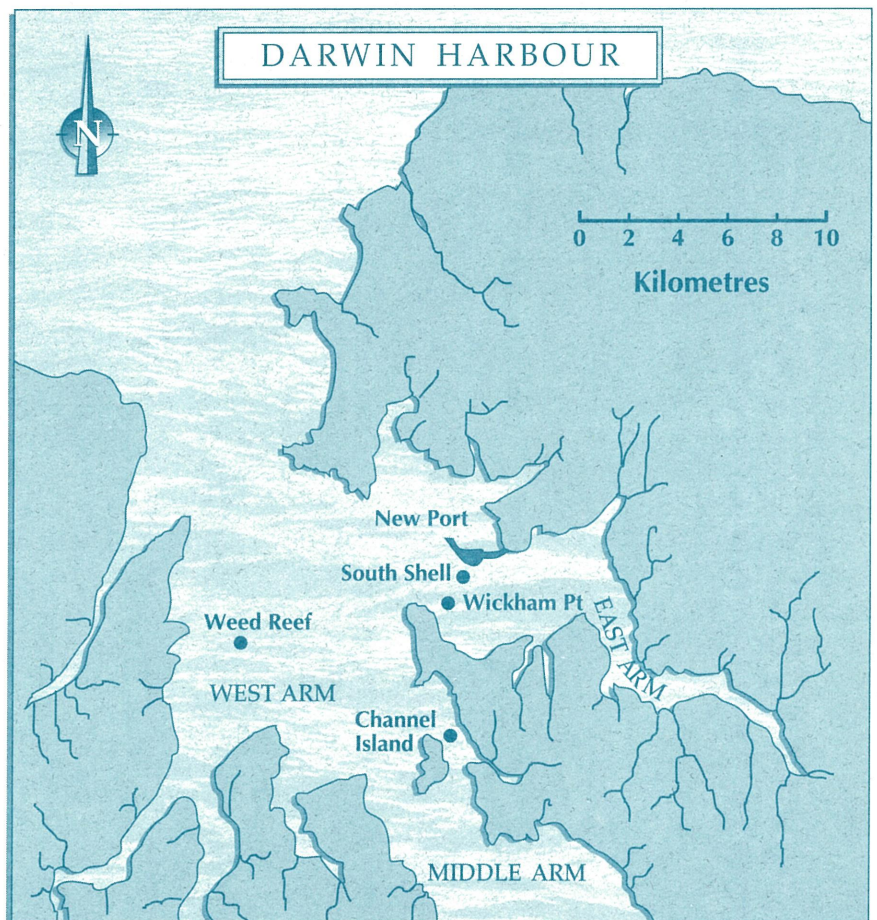 DARWIN HARBOUR
N
0 2 4 6 8 10
Kilometres
New Port
South Shell
Wickham Pt
Weed Reef
EAST ARM
WEST ARM
Channel
Island
MIDDLE ARM